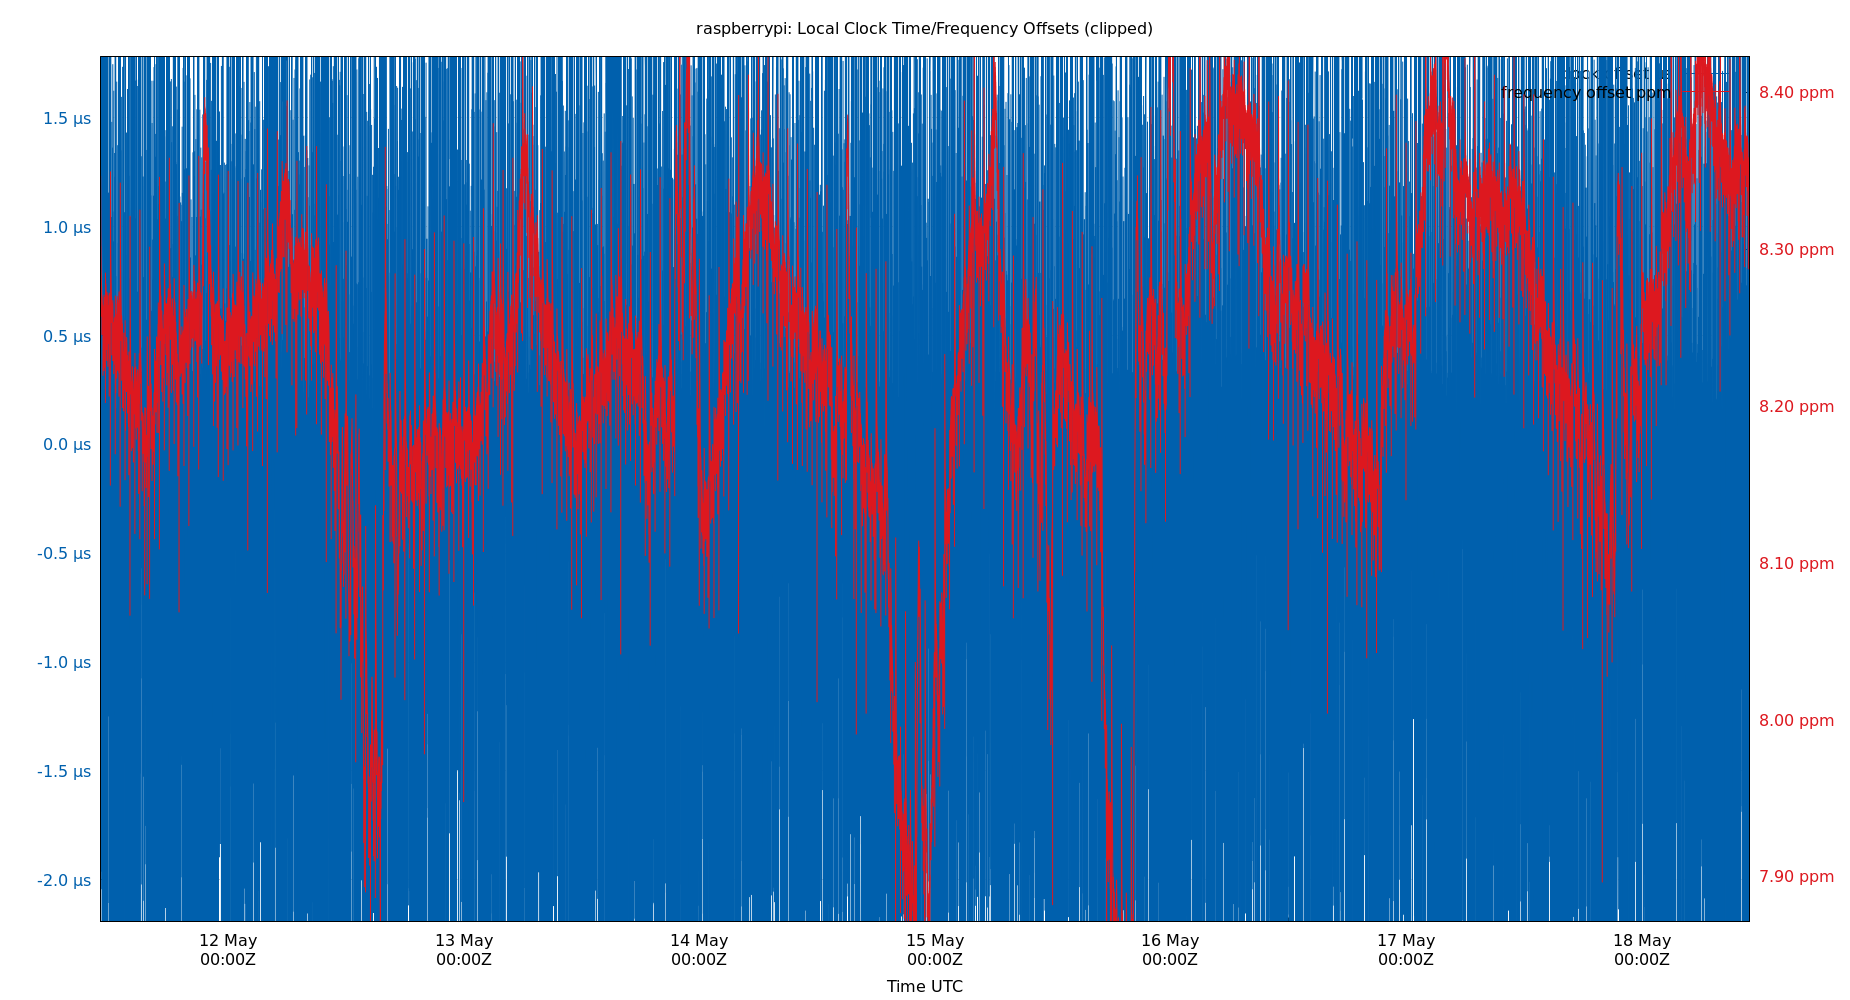 raspberrypi: Local Clock Time/Frequency Offsets (clipped)
clock offset µs
frequency offset ppm
1.5 µs
1.0 µs
0.5 µs
0.0 µs
-0.5 µs
-1.0 µs
-1.5 µs
-2.0 µs
8.40 ppm
8.30 ppm
8.20 ppm
8.10 ppm
8.00 ppm
7.90 ppm
12 May
00:00Z
13 May
00:00Z
14 May
00:00Z
15 May
00:00Z
16 May
00:00Z
17 May
00:00Z
18 May
00:00Z
Time UTC